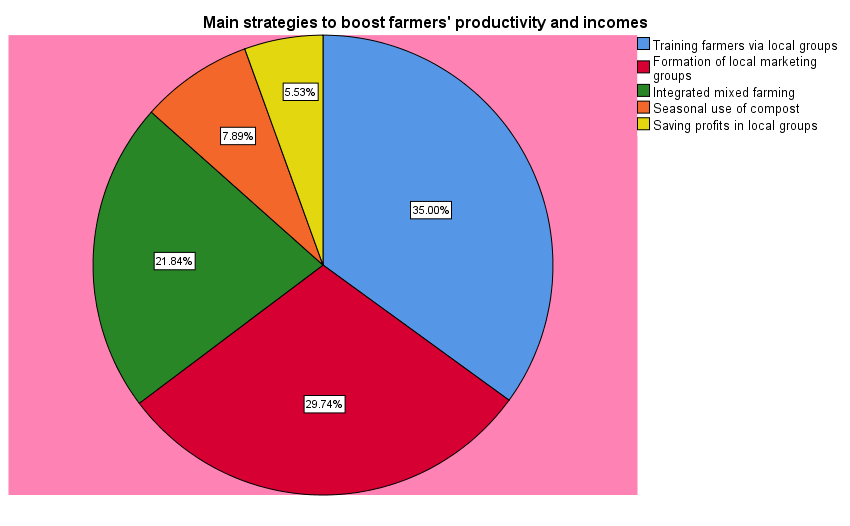 Main strategies to boost farmers' productivity and incomes
Training farmers via local groups
Formation of local marketing
groups
Integrated mixed farming
Seasonal use of compost
Saving profits in local groups
5.53%
7.89%
35.00%
21.84%
29.74%